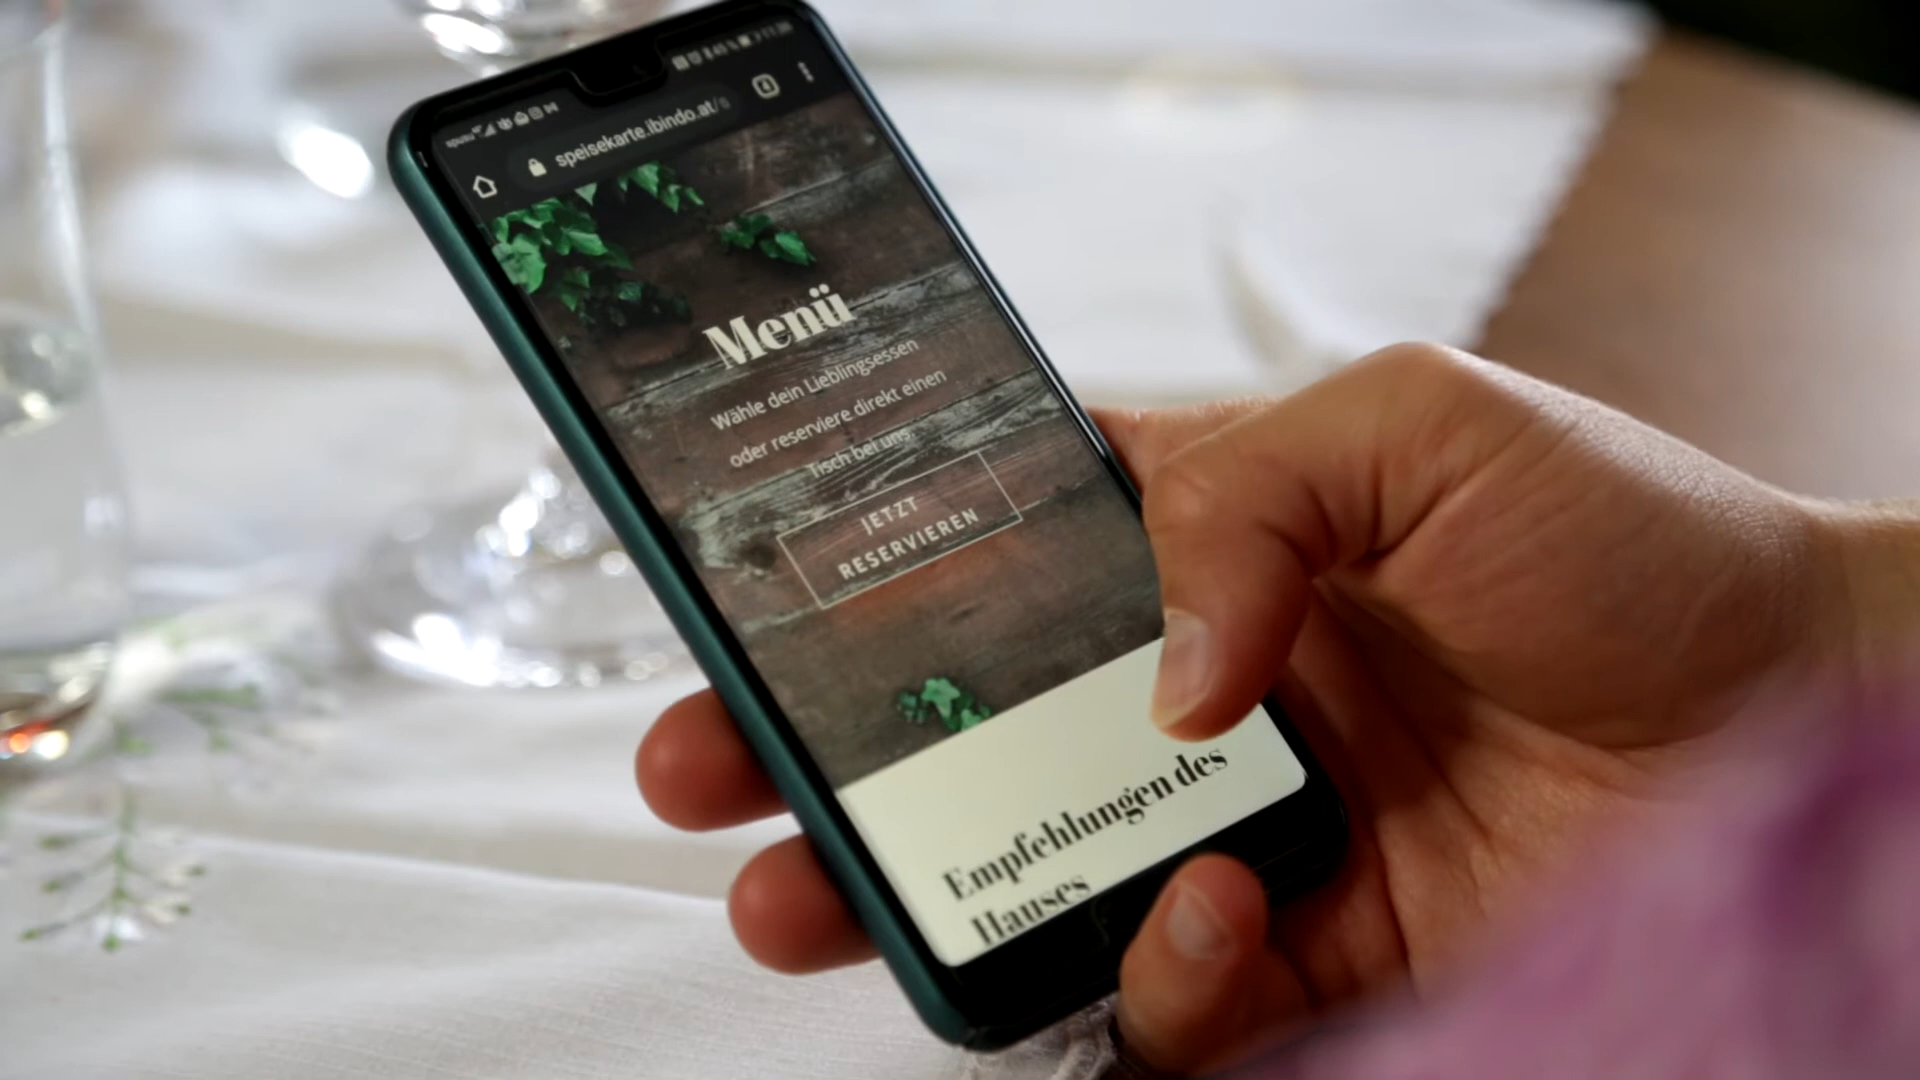 spusu
speisekarte.ibindo.at/s
Menü
Wähle dein Lieblingsessen
oder reserviere direkt einen
Tisch bei uns.
JETZT
RESERVIEREN
Empfehlungen des
Hauses